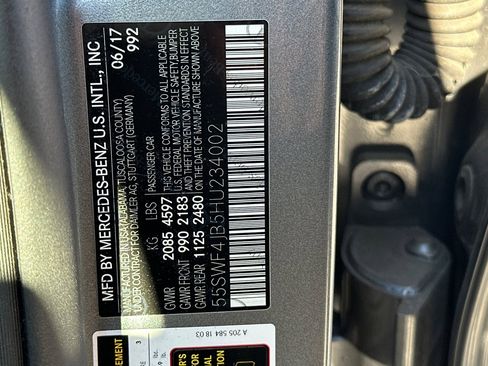 MFD BY MERCEDES-BENZ U.S. INTL., INC
MANUFACTURED IN USA/ALABAMA, TUSCALOOSA COUNTY
FOR DAIMLER AG, STUTTGART (GERMANY)
06/17
992
KG LBS PASSENGER CAR
GVWR 2085 4597 THIS VEHICLE CONFORMS TO ALL APPLICABLE
GAWR FRONT 990 2183 U.S. FEDERAL MOTOR VEHICLE SAFETY,BUMPER
GAWR REAR 1125 2480 AND THEFT PREVENTION STANDARDS IN EFFECT
ON THE DATE OF MANUFACTURE SHOWN ABOVE
55SWF4JB5HU234002
A 205 584 18 03